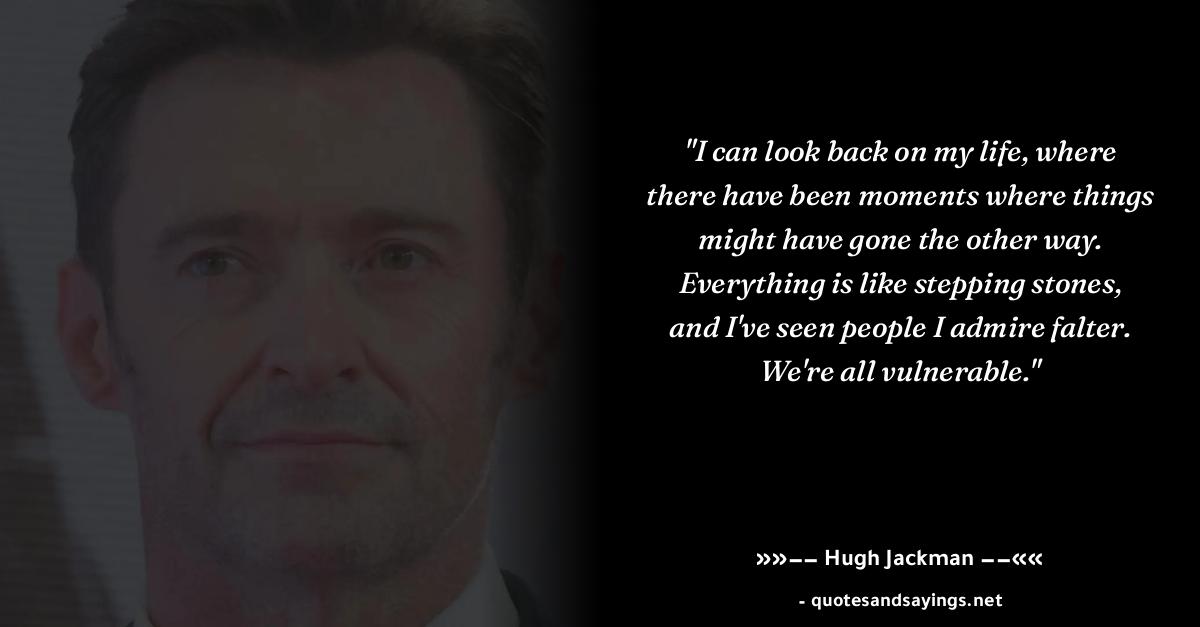 "I can look back on my life, where
there have been moments where things
might have gone the other way.
Everything is like stepping stones,
and I've seen people I admire falter.
We're all vulnerable."
»»−− Hugh Jackman −−««
- quotesandsayings.net